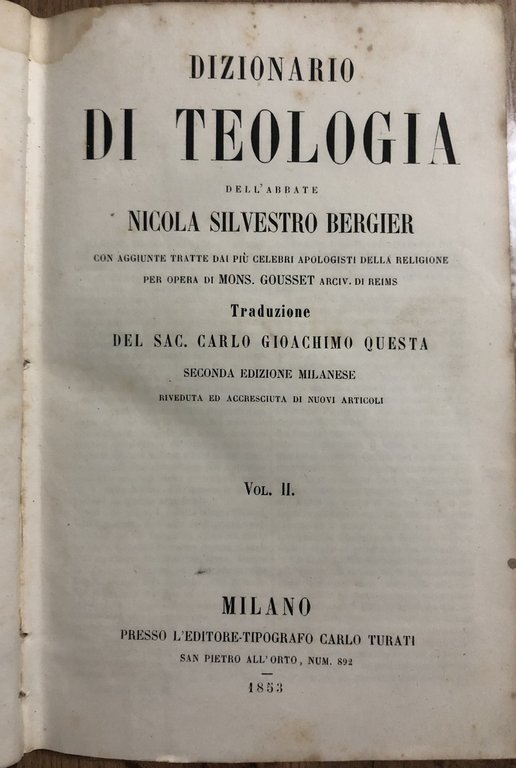 DIZIONARIO
DI TEOLOGIA
DELL'ABBATE
NICOLA SILVESTRO BERGIER
CON AGGIUNTE TRATTE DAI PIÙ CELEBRI APOLOGISTI DELLA RELIGIONE
PER OPERA DI MONS. GOUSSET ARCIV. DI REIMS
Traduzione
DEL SAC. CARLO GIOACHIMO QUESTA
SECONDA EDIZIONE MILANESE
RIVEDUTA ED ACCRESCIUTA DI NUOVI ARTICOLI
VOL. II.
MILANO
PRESSO L'EDITORE-TIPOGRAFO CARLO TURATI
SAN PIETRO ALL'ORTO, NUM. 892
1853